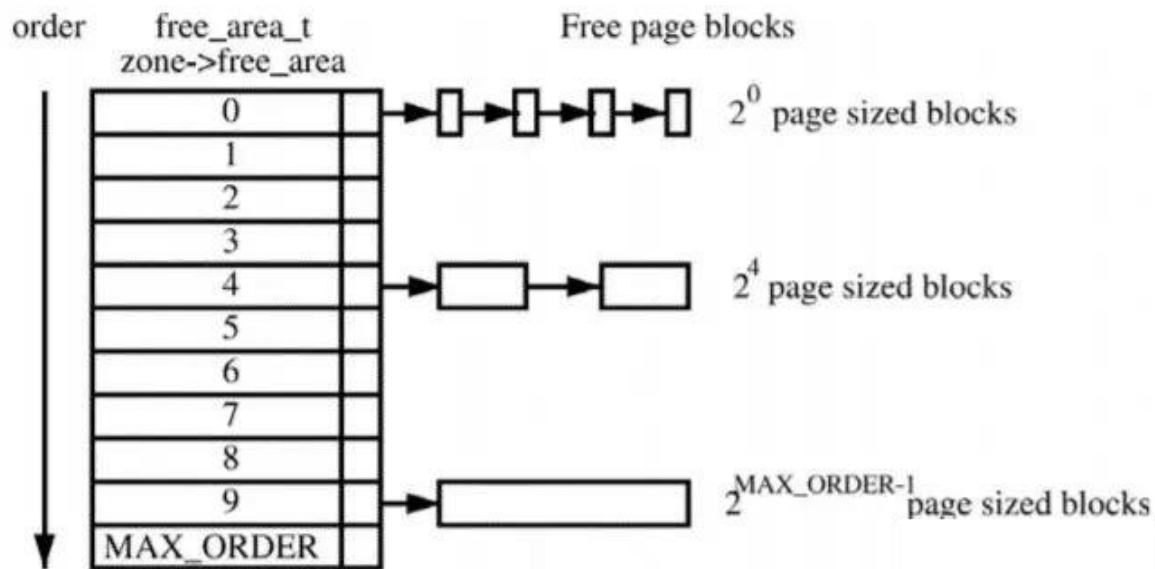 order free_area_t Free page blocks
zone->free_area
0 2^0 page sized blocks
1
2
3
4 2^4 page sized blocks
5
6
7
8
9 2^MAX_ORDER-1 page sized blocks
MAX_ORDER